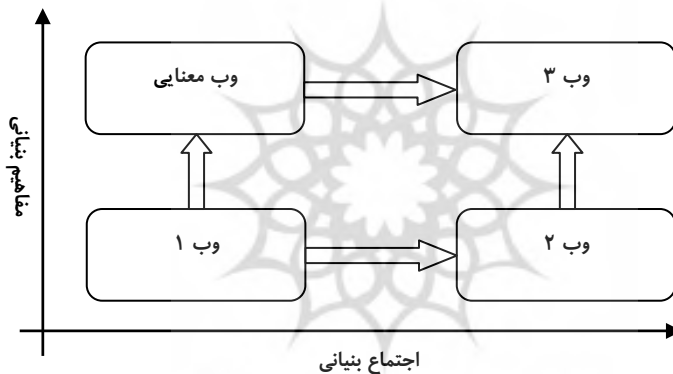 وب ۳
وب معنایی
وب ۲
وب ۱
مفاهیم بنیانی
اجتماع بنیانی